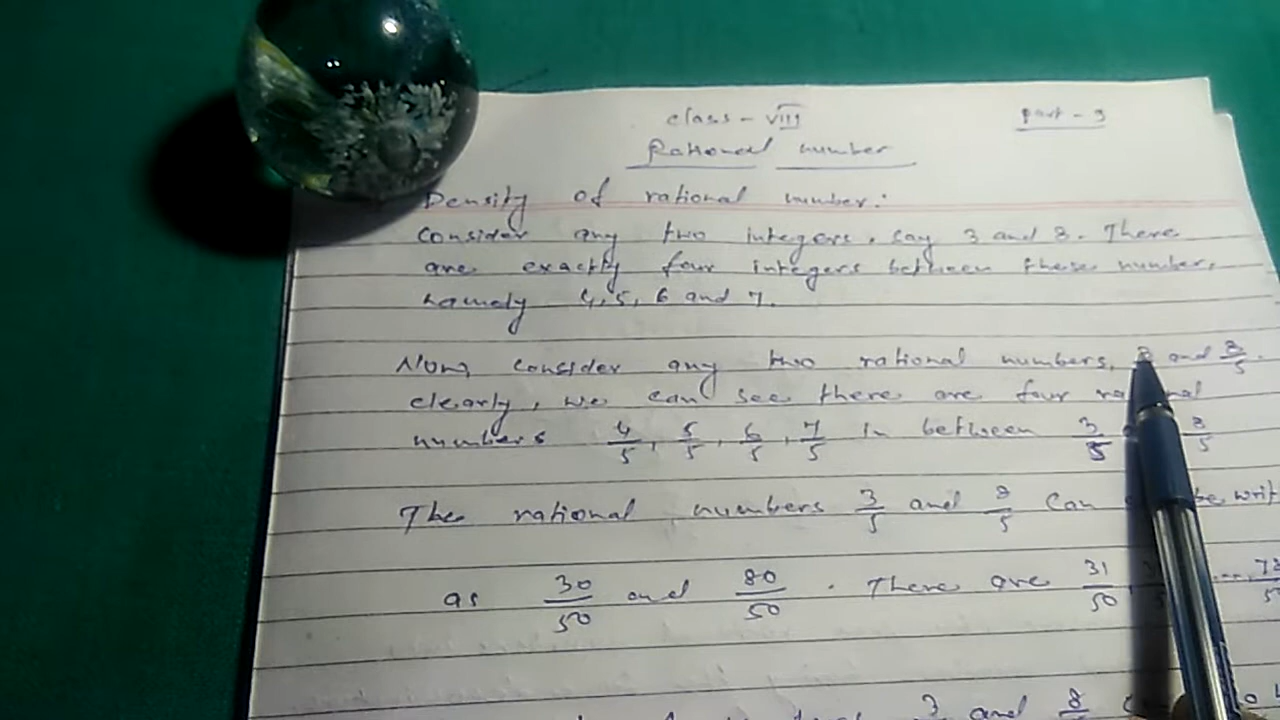 class - VIII
part - 3
Rational number
Density of rational number:
Consider any two integers, say 3 and 8. There
are exactly four integers between these number,
namely 4, 5, 6 and 7.
Now, consider any two rational numbers, and 8/5.
clearly, we can see there are four
numbers 4/5, 5/5, 6/5, 7/5 in between 3/5 8/5
The rational numbers 3/5 and 8/5 can be writ
as 30/50 and 80/50. There are 31/50, ...,
3 and 8